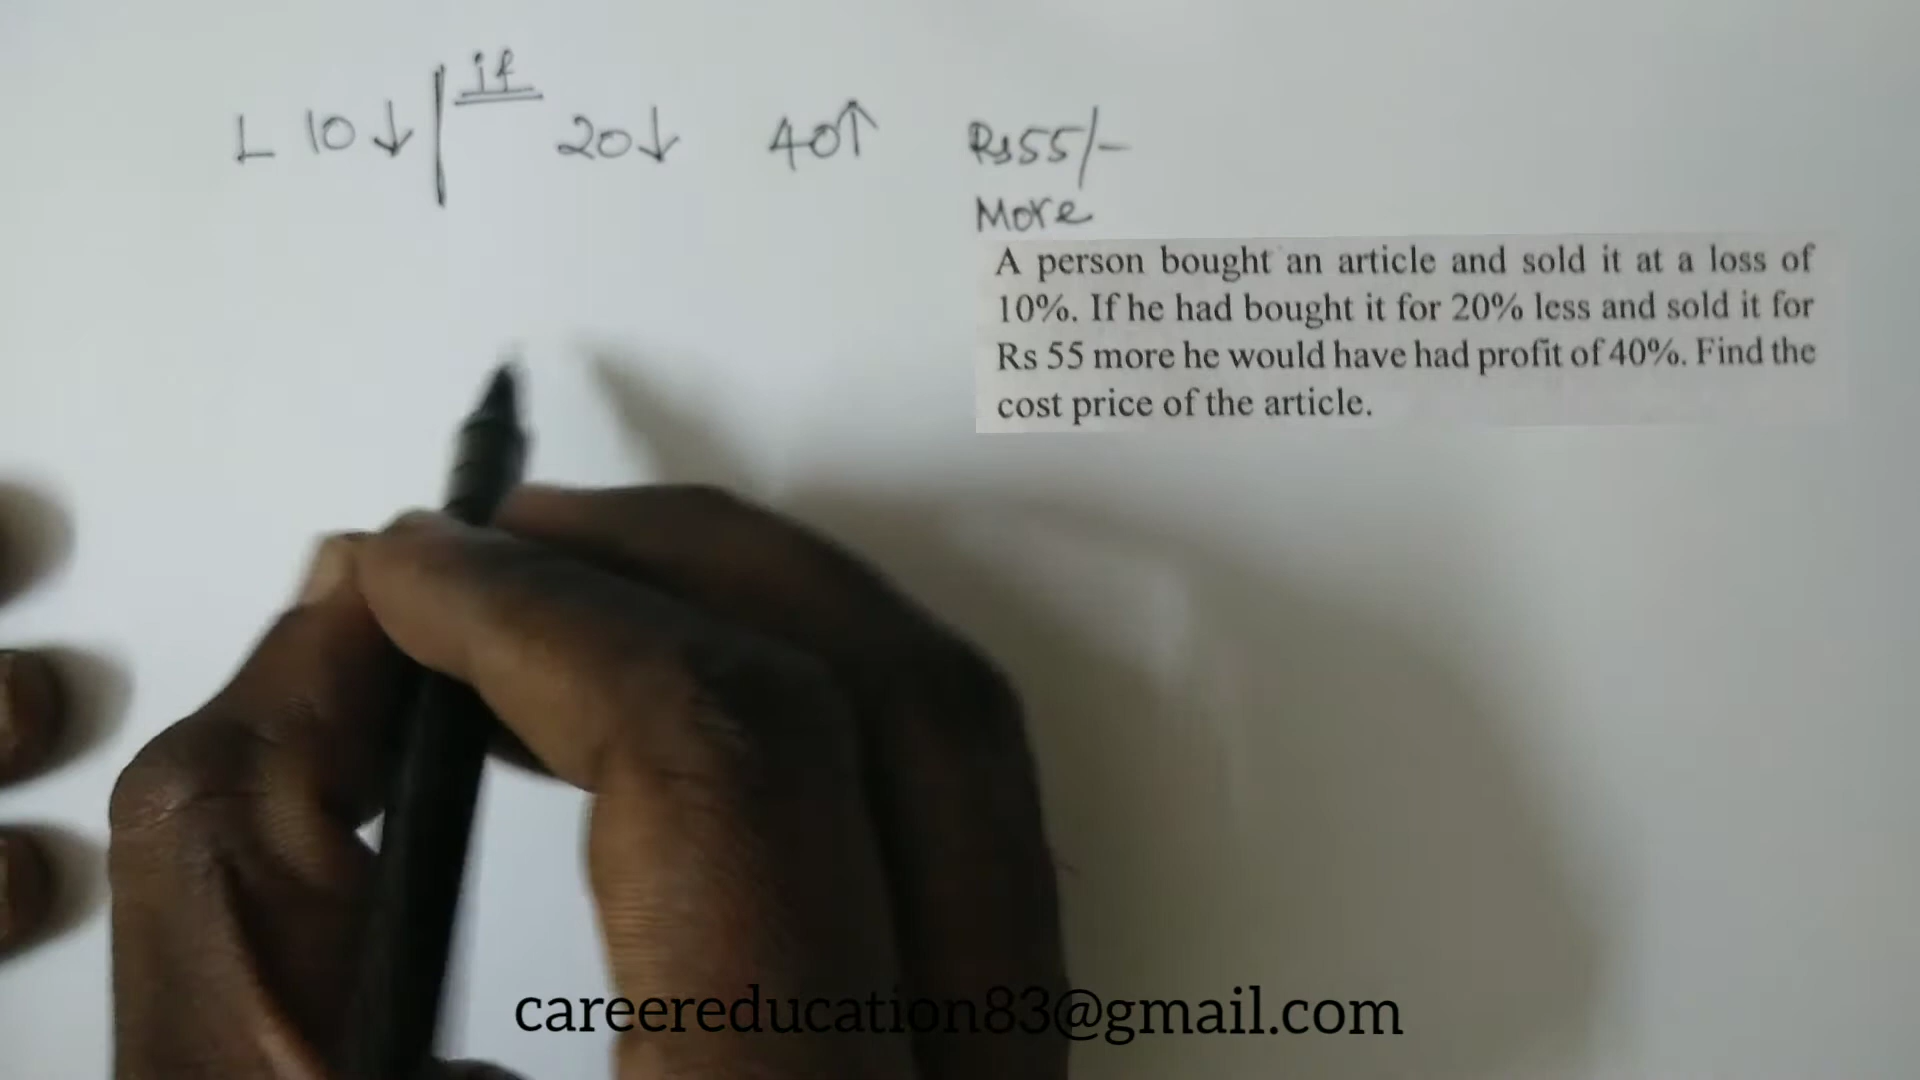 if
L 10↓ | 20↓ 40↑ Rs 55/-
More
A person bought an article and sold it at a loss of
10%. If he had bought it for 20% less and sold it for
Rs 55 more he would have had profit of 40%. Find the
cost price of the article.
careereducation83@gmail.com